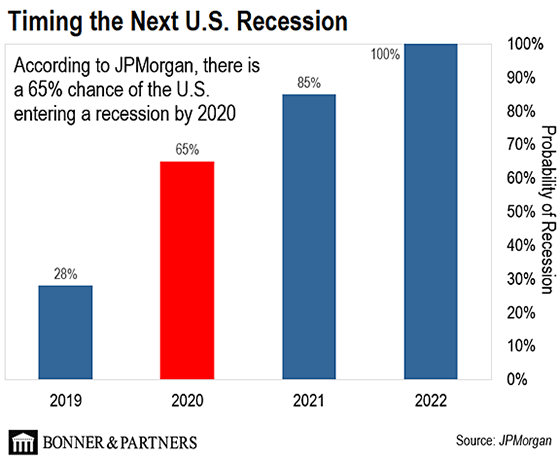 Timing the Next U.S. Recession
According to JPMorgan, there is
a 65% chance of the U.S.
entering a recession by 2020
28%
65%
85%
100%
100%
90%
80%
70%
60%
50%
40%
30%
20%
10%
0%
Probability of Recession
2019 2020 2021 2022
BONNER & PARTNERS
Source: JPMorgan